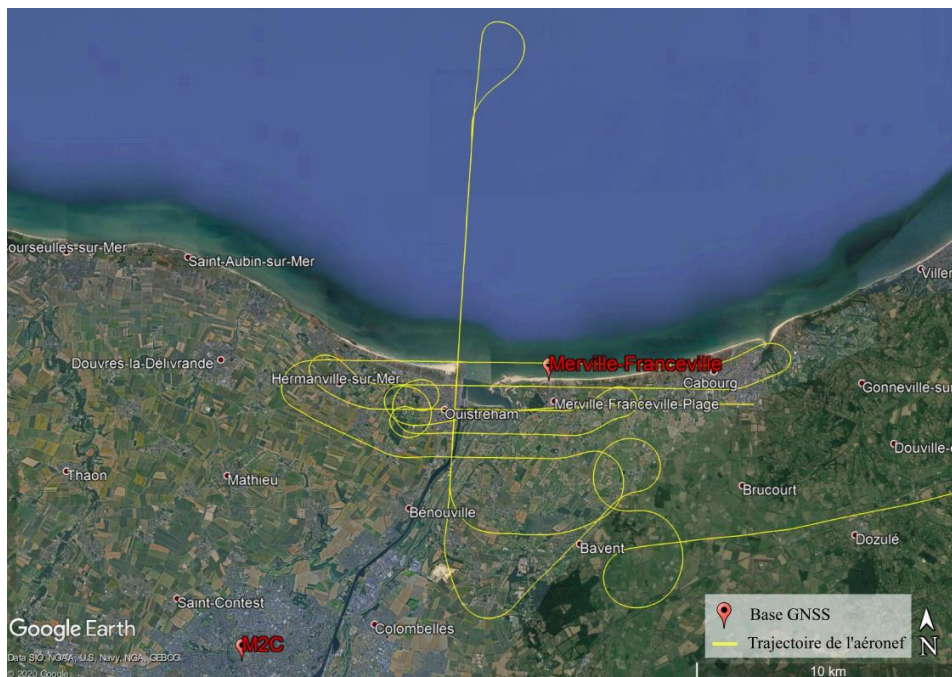 Courseulles-sur-Mer
Saint-Aubin-sur-Mer
Viller
Douvres-la-Délivrande
Merville-Franceville
Hermanville-sur-Mer
Cabourg
Gonneville-sur
Merville-Franceville-Plage
Ouistreham
Douville-e
Thaon
Mathieu
Brucourt
Bénouville
Bavent
Dozulé
Saint-Contest
Colombelles
Base GNSS
Google Earth
M2C
Trajectoire de l'aéronef
N
Data SIO, NOAA, U.S. Navy, NGA, GEBCO
© 2020 Google
10 km